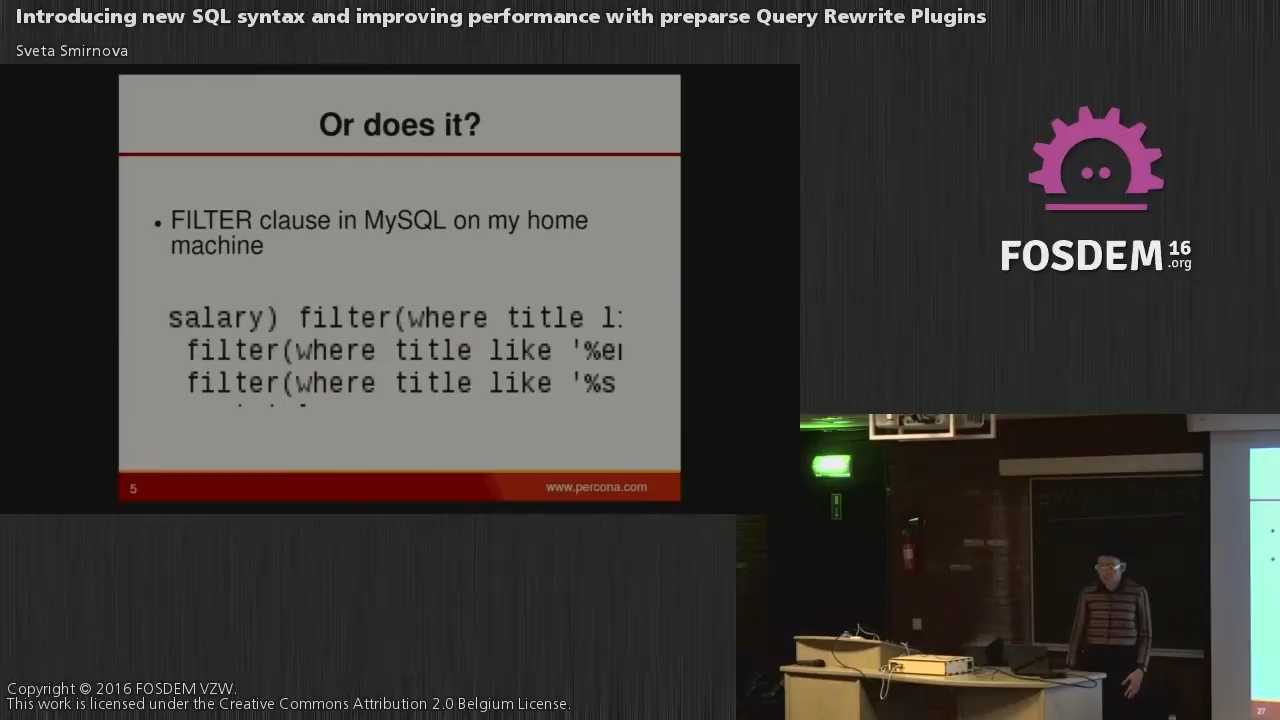 Introducing new SQL syntax and improving performance with preparse Query Rewrite Plugins
Sveta Smirnova
Or does it?
• FILTER clause in MySQL on my home
machine
salary) filter(where title
filter(where title like '%
filter(where title like '%s
5
www.percona.com
FOSDEM 16
.org
27
Copyright © 2016 FOSDEM VZW.
This work is licensed under the Creative Commons Attribution 2.0 Belgium License.